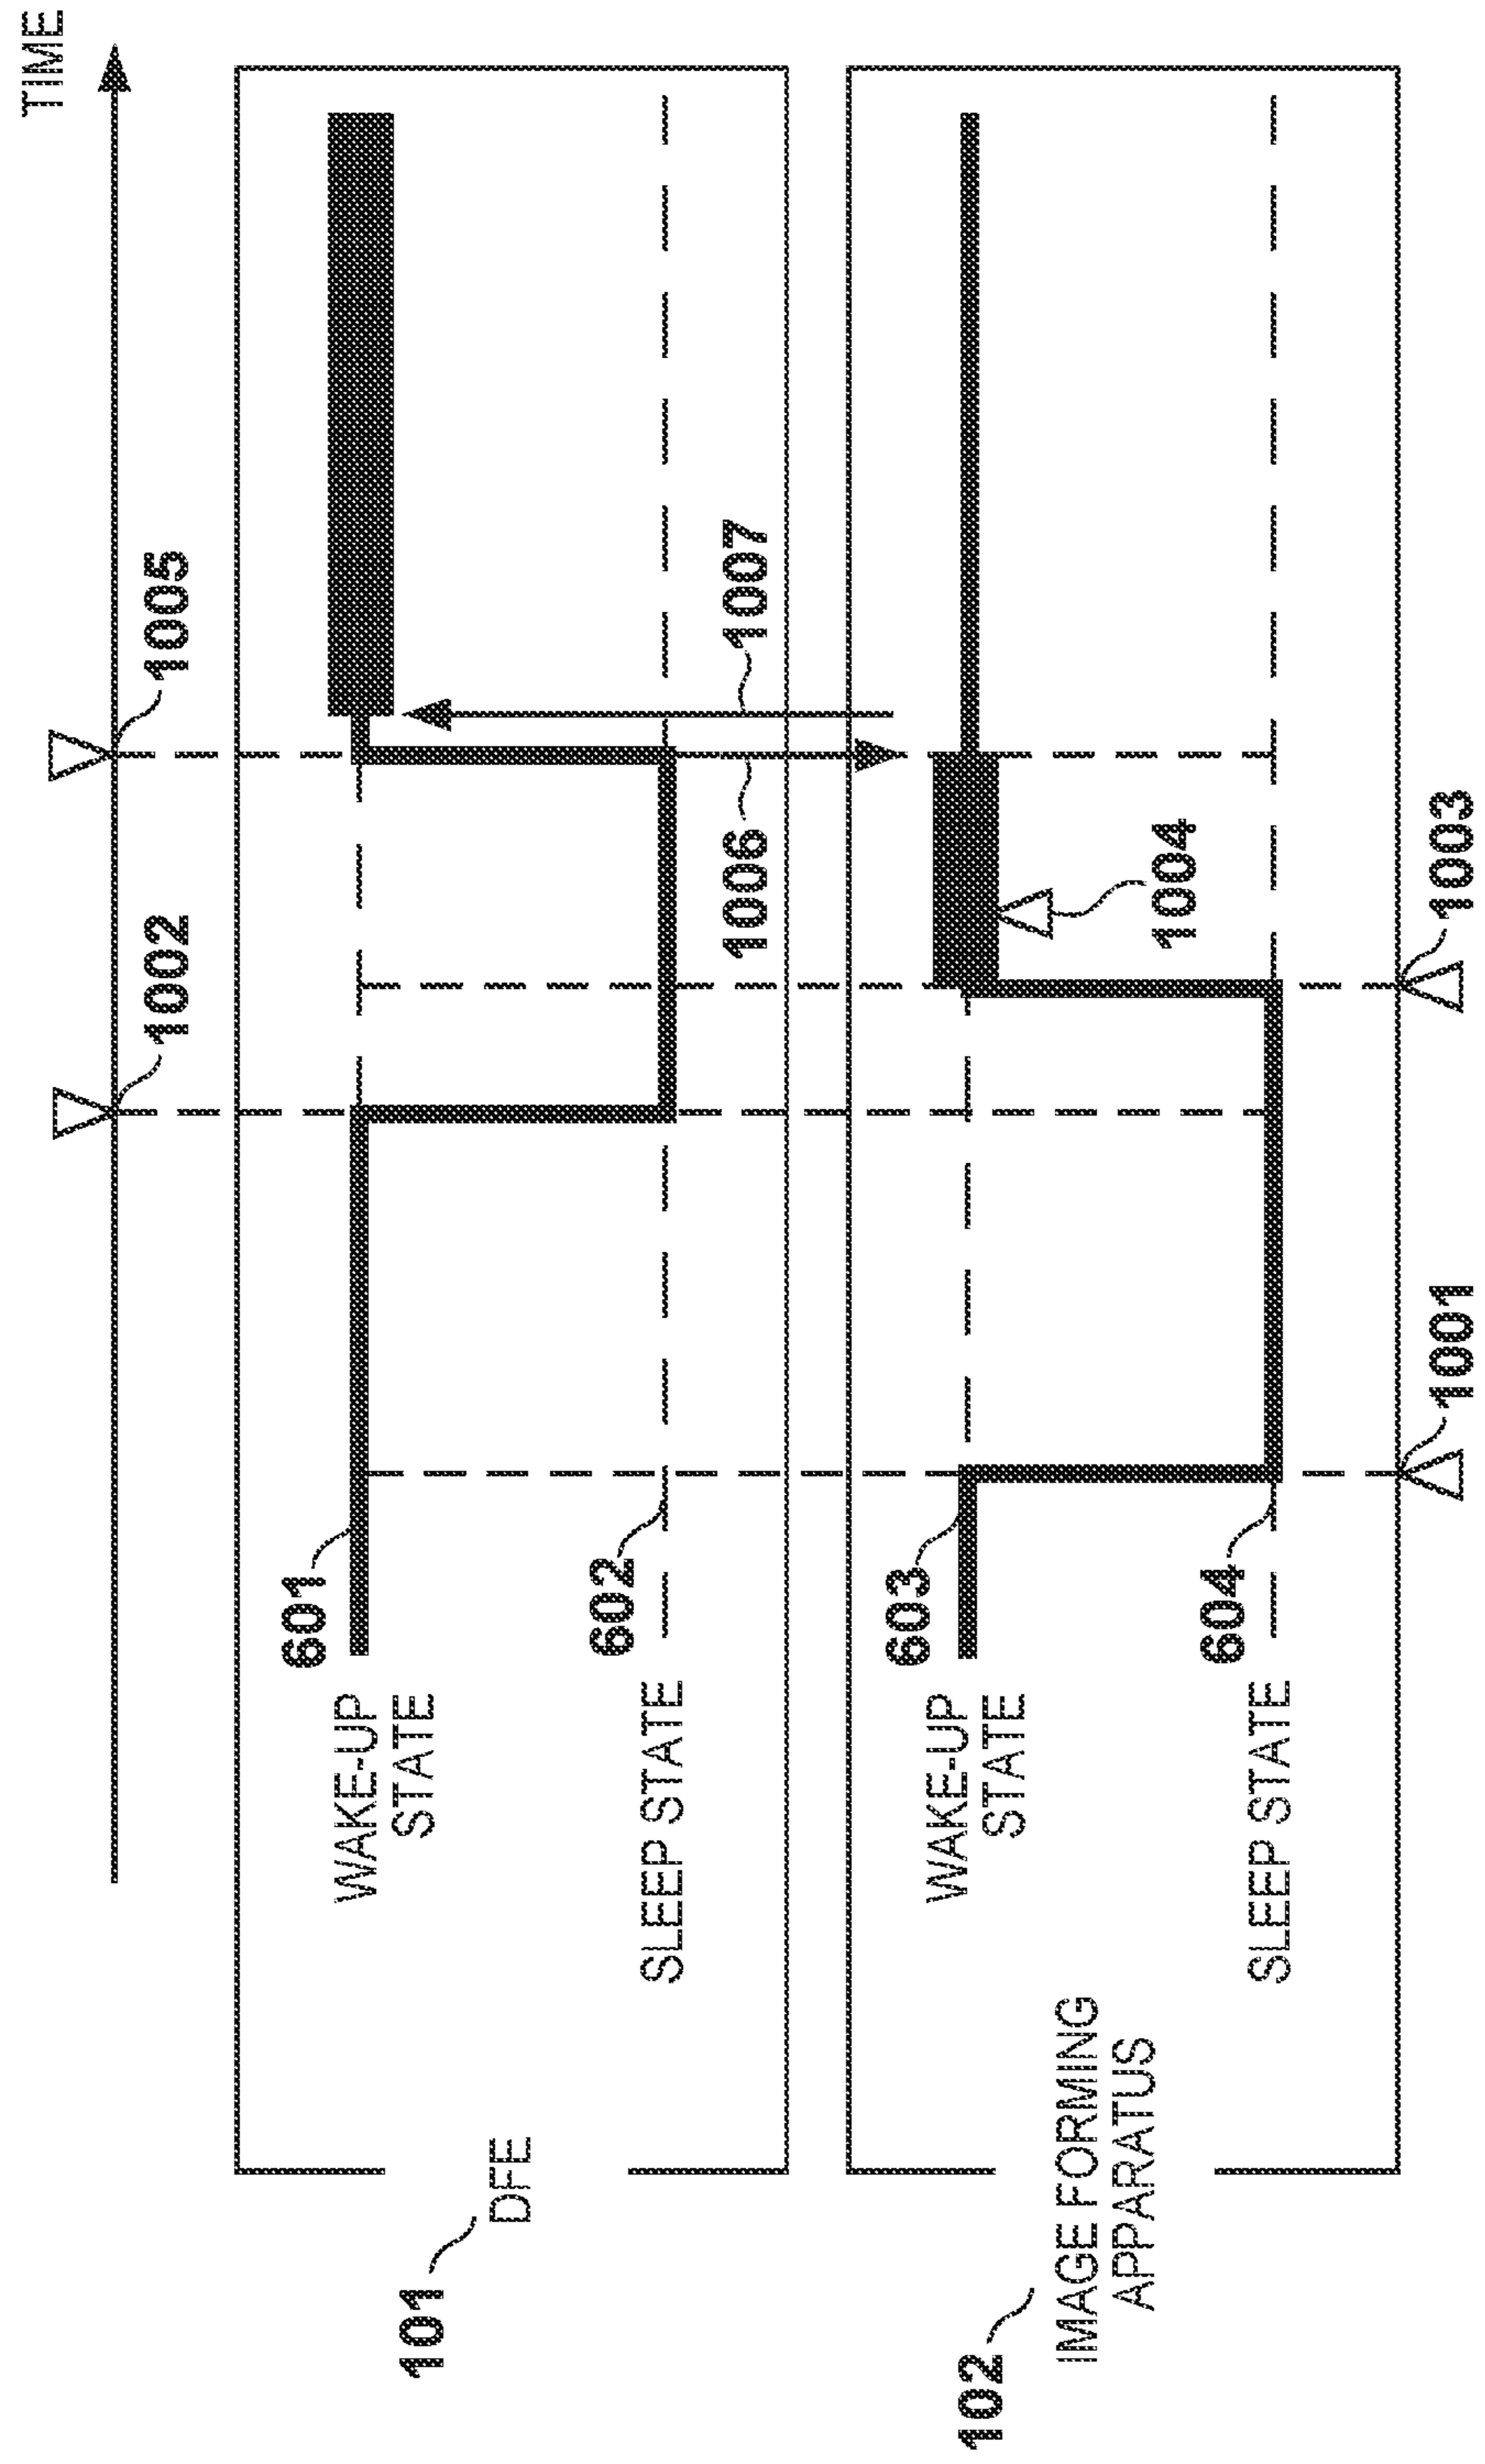 TIME
1002
1005
101
DFE
WAKE-UP
STATE
601
SLEEP STATE
602
1006
1007
102
IMAGE FORMING
APPARATUS
WAKE-UP
STATE
603
1004
SLEEP STATE
604
1001
1003